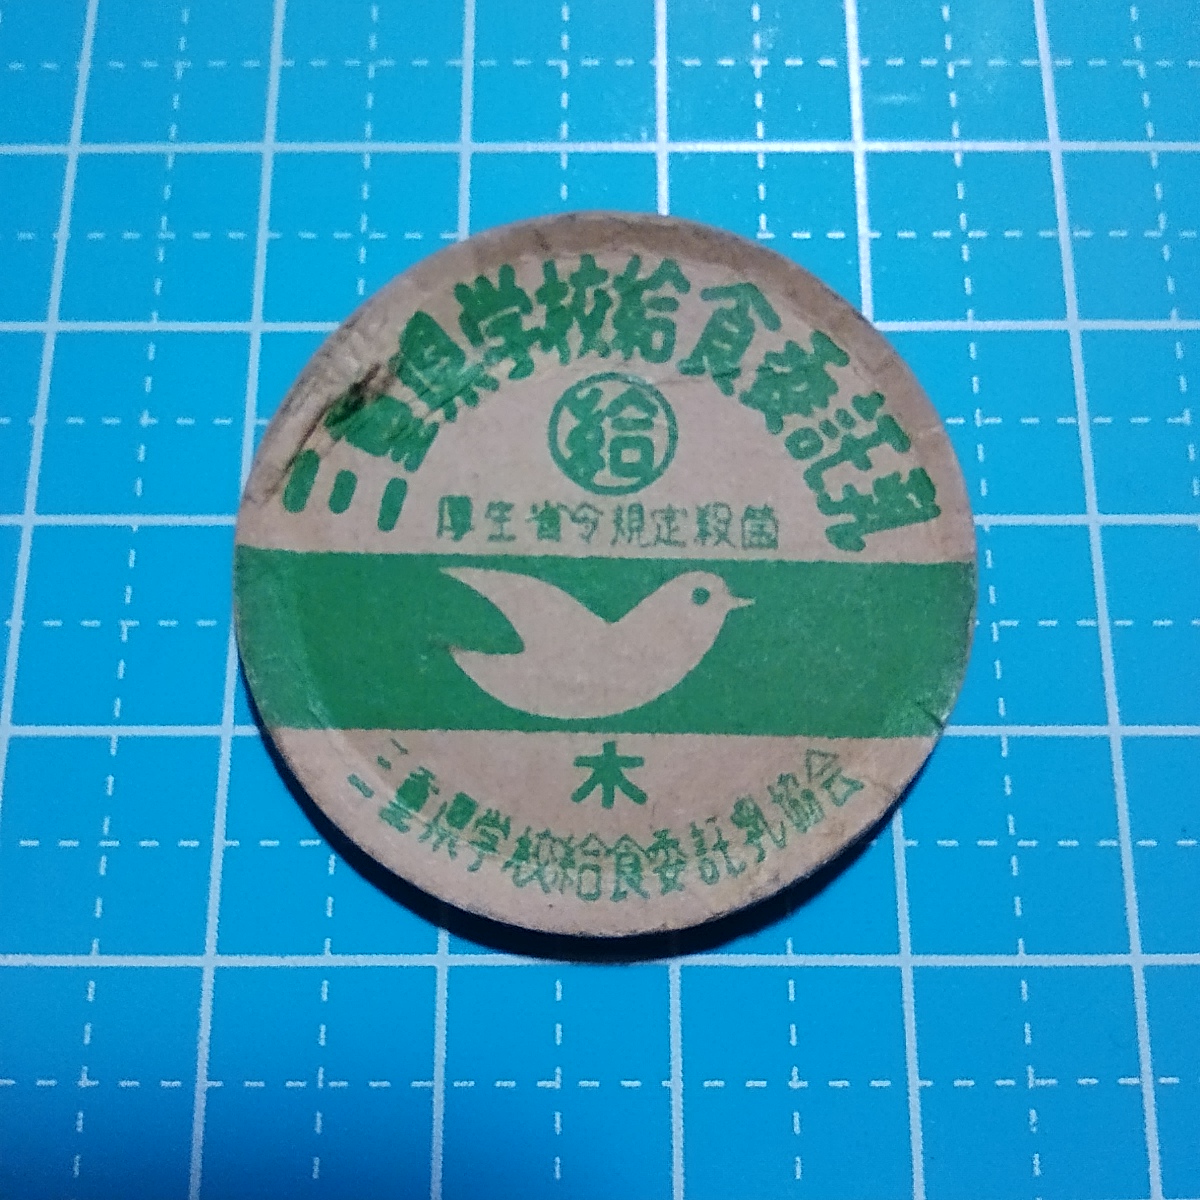 三重県学校給食委託乳
給
厚生省令規定殺菌
木
三重県学校給食委託乳協会